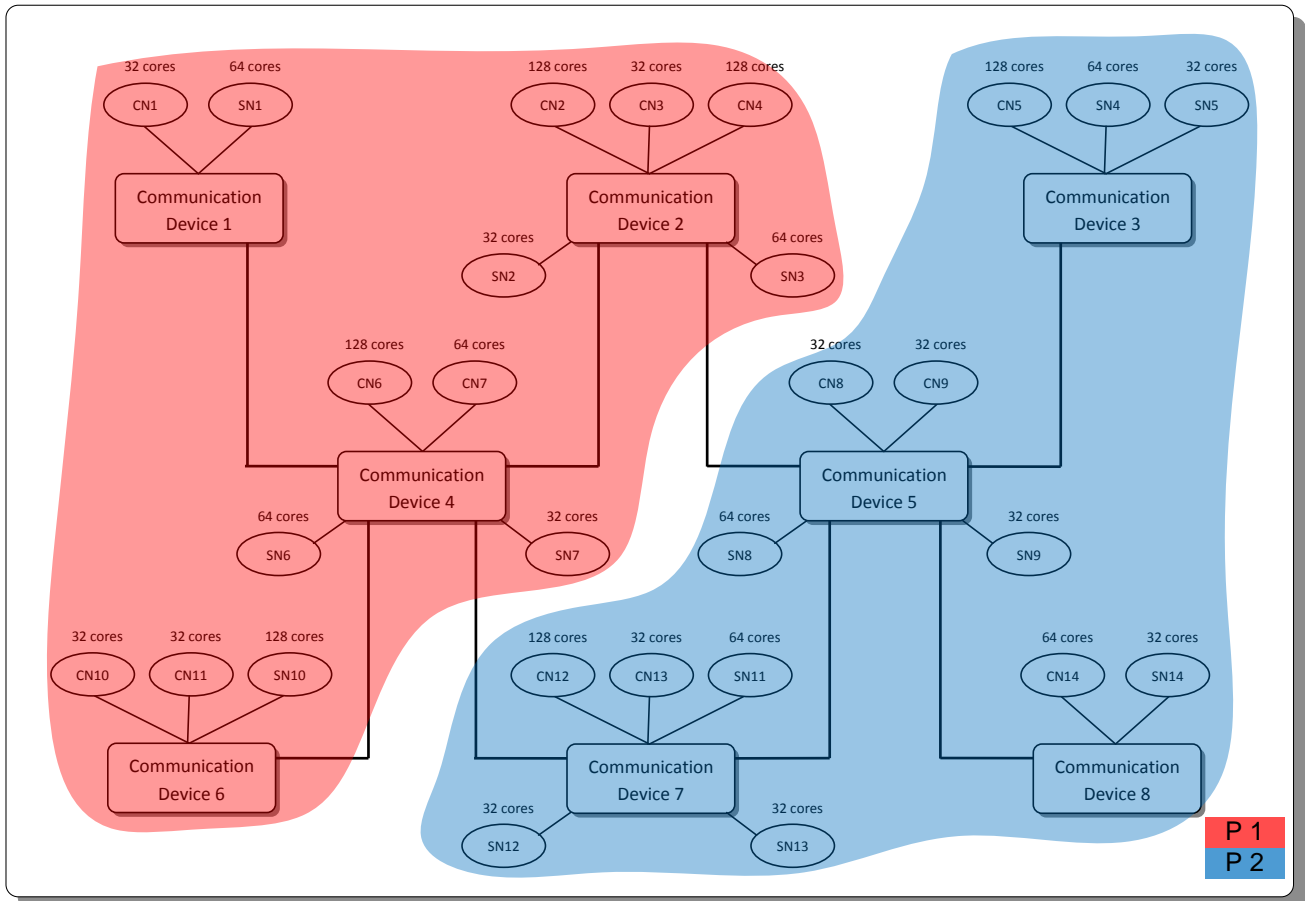 32 cores 64 cores 128 cores 32 cores 128 cores 128 cores 64 cores 32 cores
CN1 SN1 CN2 CN3 CN4 CN5 SN4 SN5
Communication Communication Communication
Device 1 Device 2 Device 3
32 cores 64 cores
SN2 SN3
128 cores 64 cores 32 cores 32 cores
CN6 CN7 CN8 CN9
Communication Communication
Device 4 Device 5
64 cores 32 cores 64 cores 32 cores
SN6 SN7 SN8 SN9
32 cores 32 cores 128 cores 128 cores 32 cores 64 cores 64 cores 32 cores
CN10 CN11 SN10 CN12 CN13 SN11 CN14 SN14
Communication Communication Communication
Device 6 Device 7 Device 8
32 cores 32 cores
SN12 SN13
P 1
P 2